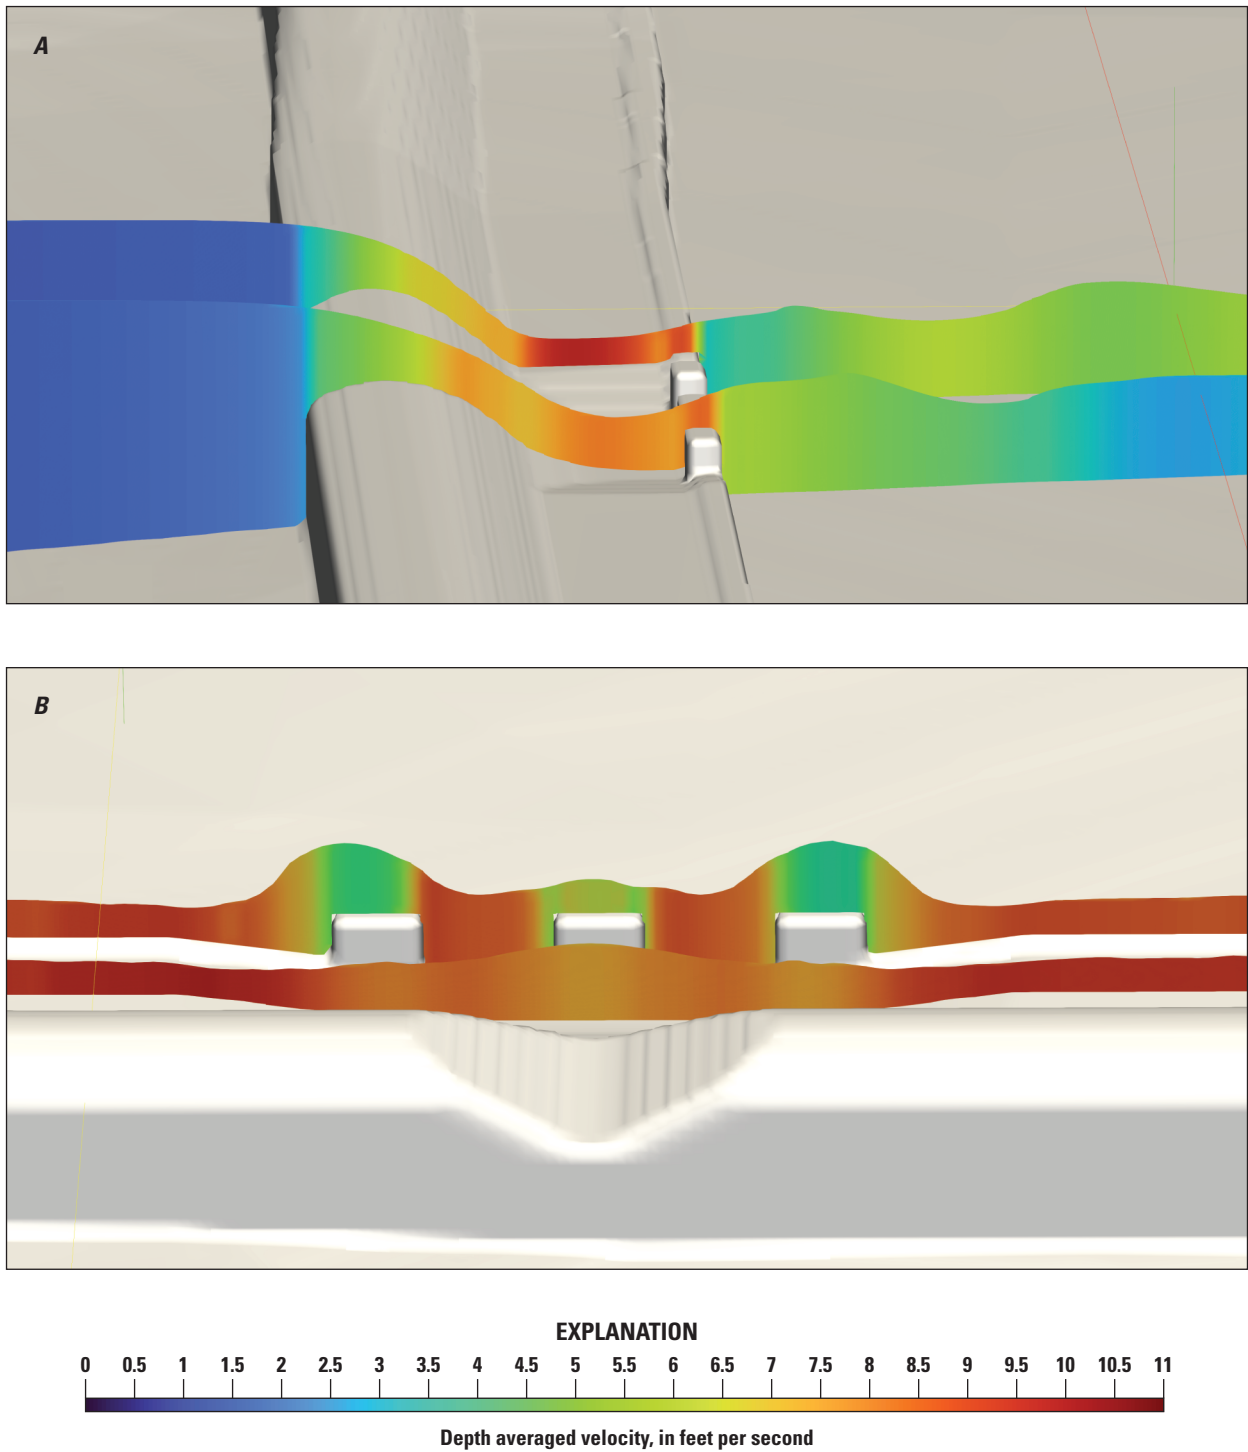 A
B
EXPLANATION
0 0.5 1 1.5 2 2.5 3 3.5 4 4.5 5 5.5 6 6.5 7 7.5 8 8.5 9 9.5 10 10.5 11
Depth averaged velocity, in feet per second